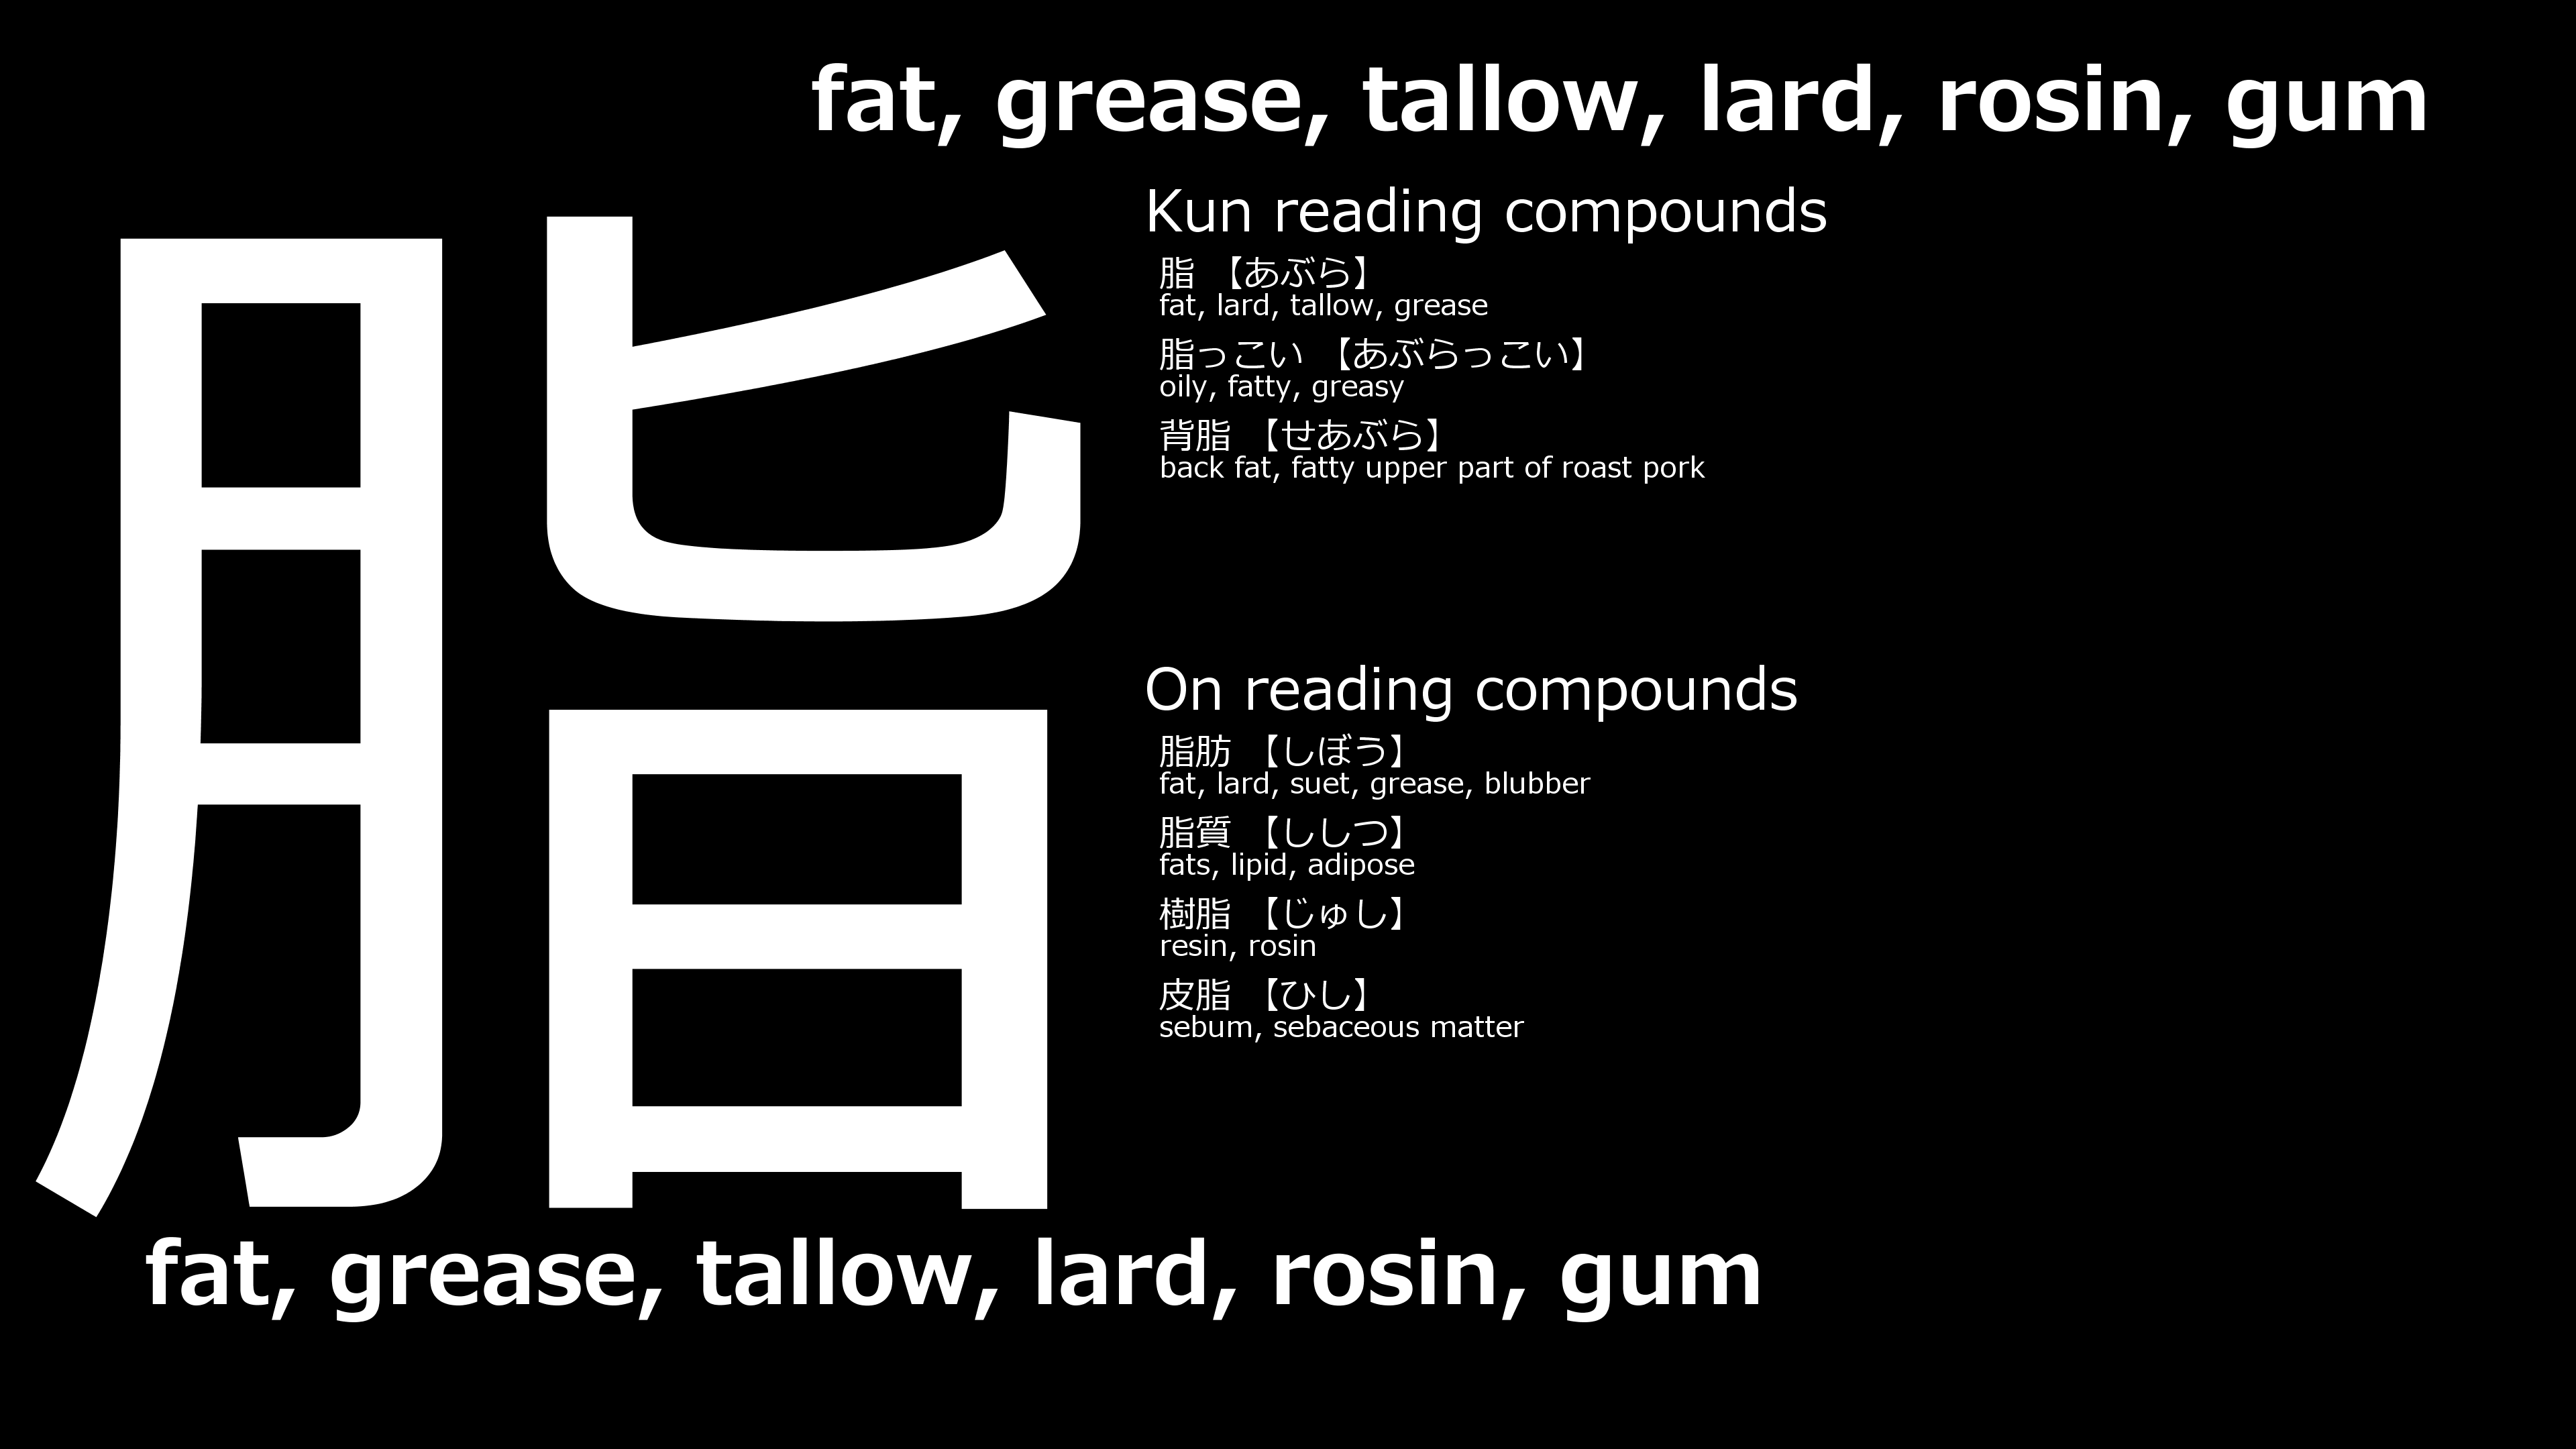 fat, grease, tallow, lard, rosin, gum
脂
Kun reading compounds
脂 【あぶら】
fat, lard, tallow, grease
脂っこい 【あぶらっこい】
oily, fatty, greasy
背脂 【せあぶら】
back fat, fatty upper part of roast pork
On reading compounds
脂肪 【しぼう】
fat, lard, suet, grease, blubber
脂質 【ししつ】
fats, lipid, adipose
樹脂 【じゅし】
resin, rosin
皮脂 【ひし】
sebum, sebaceous matter
fat, grease, tallow, lard, rosin, gum